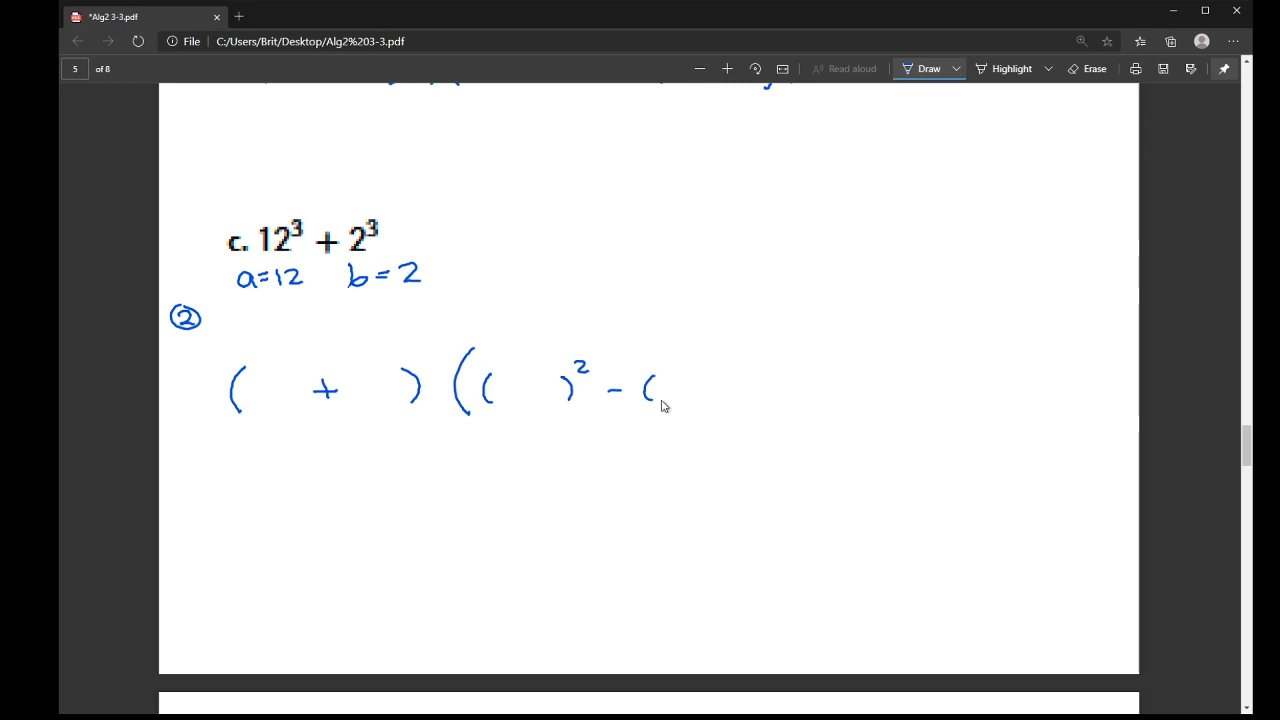 *Alg2 3-3.pdf
File | C:/Users/Brit/Desktop/Alg2%203-3.pdf
5 of 8 Read aloud Draw Highlight Erase
c. 12³ + 2³
a=12 b=2
②
( + ) (( )² - (